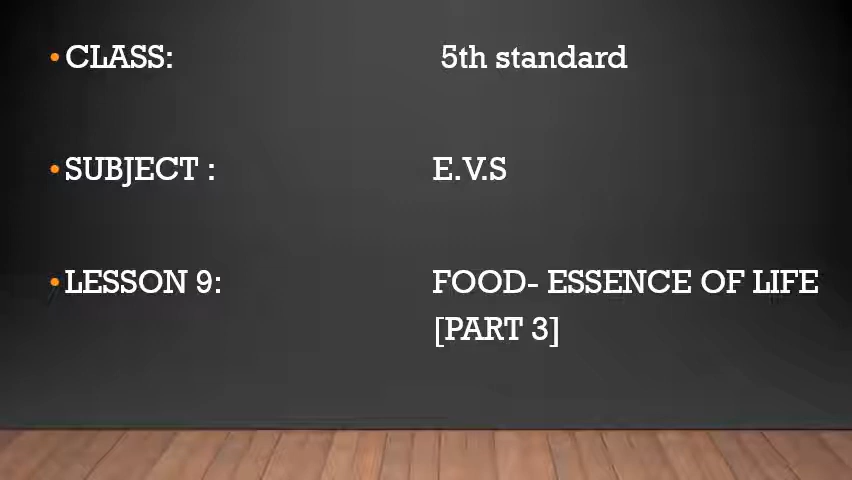 • CLASS: 5th standard
• SUBJECT : E.V.S
• LESSON 9: FOOD- ESSENCE OF LIFE
[PART 3]